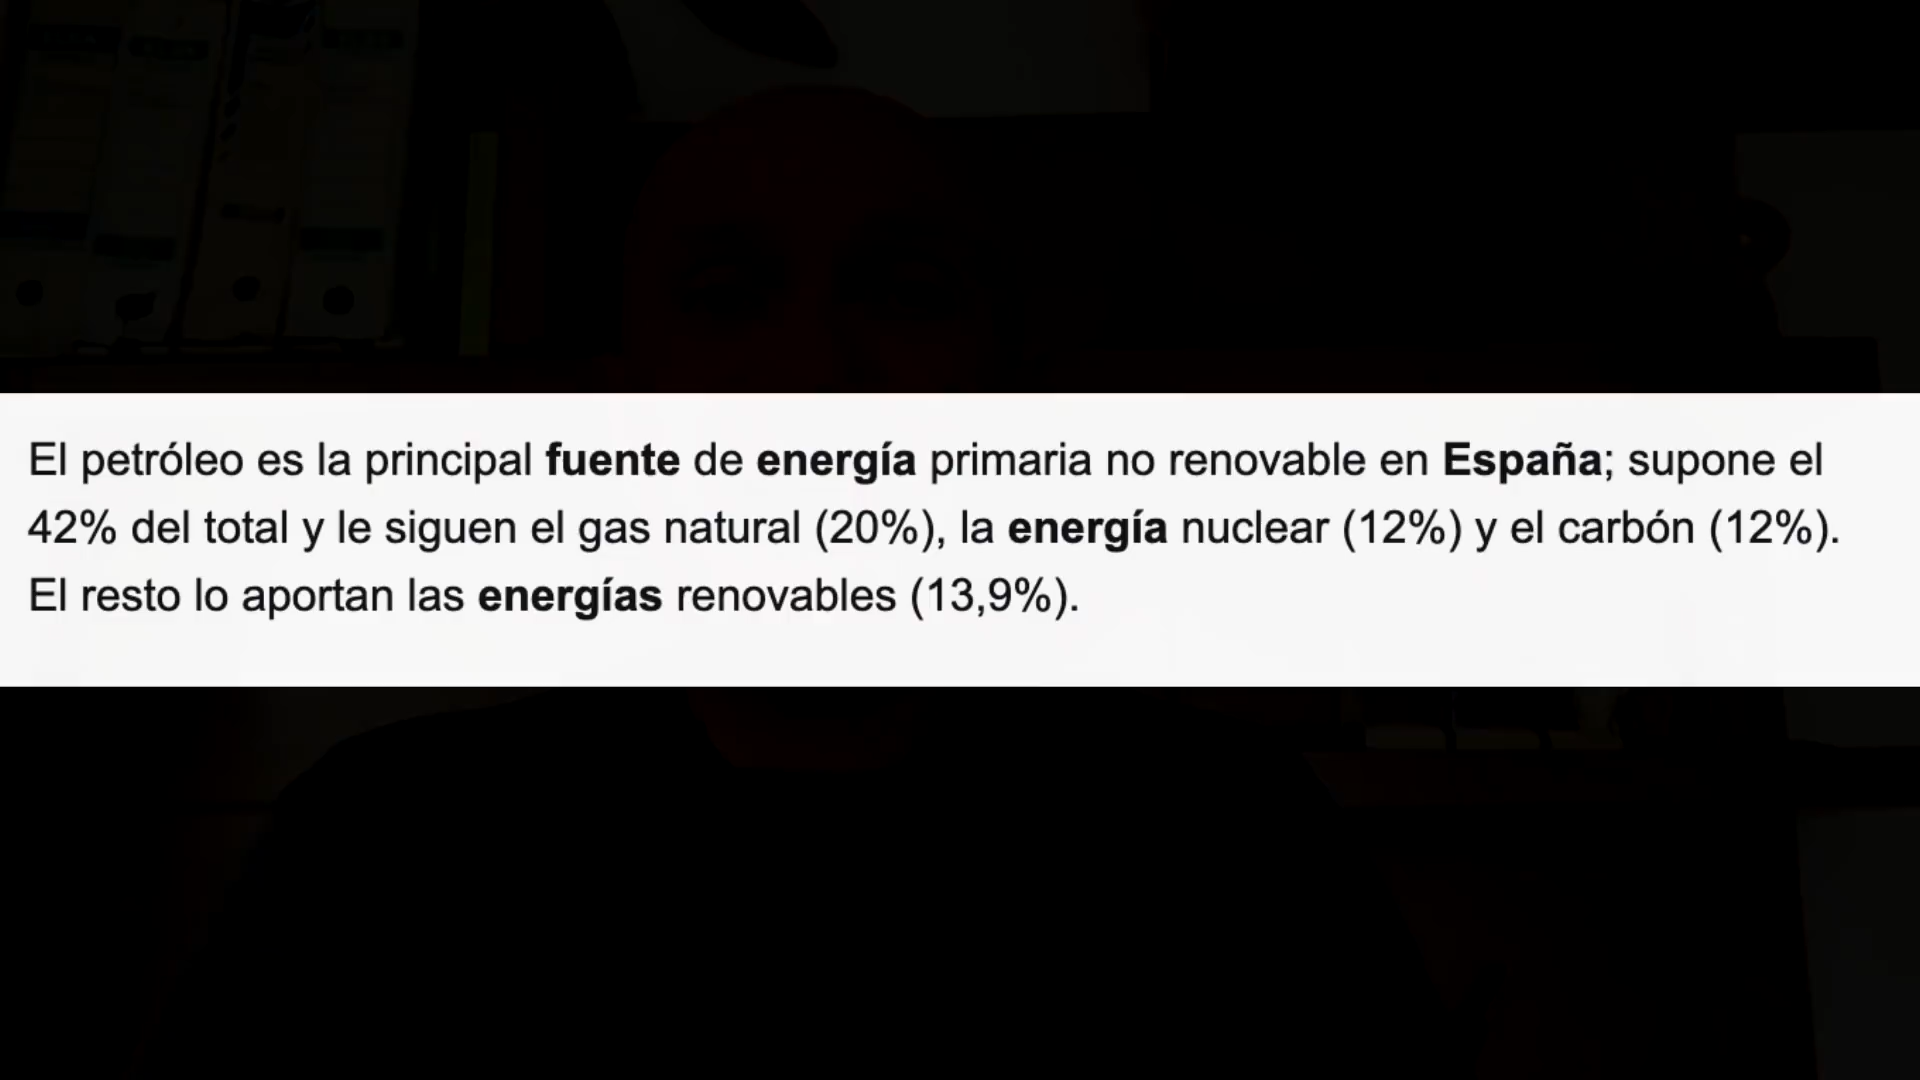 El petróleo es la principal fuente de energía primaria no renovable en España; supone el
42% del total y le siguen el gas natural (20%), la energía nuclear (12%) y el carbón (12%).
El resto lo aportan las energías renovables (13,9%).